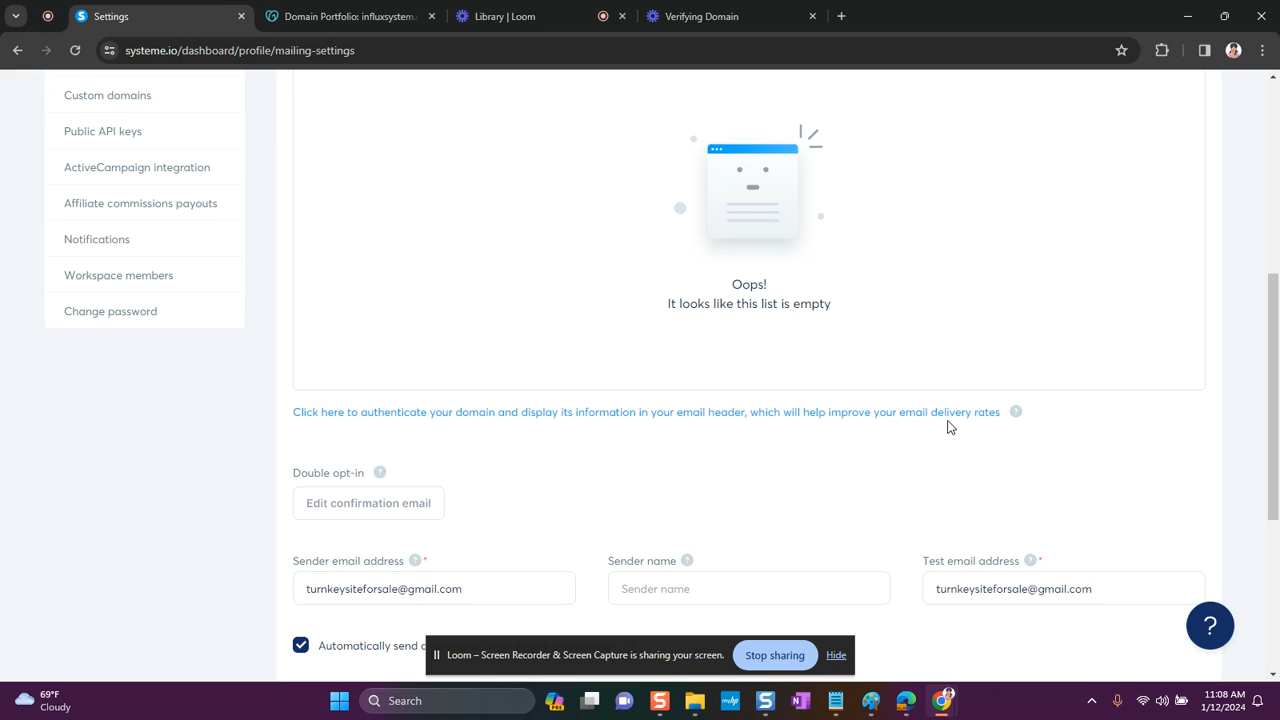 Settings
Domain Portfolio: influxsystem
Library | Loom
Verifying Domain
systeme.io/dashboard/profile/mailing-settings
Custom domains
Public API keys
ActiveCampaign integration
Affiliate commissions payouts
Notifications
Workspace members
Change password
Oops!
It looks like this list is empty
Click here to authenticate your domain and display its information in your email header, which will help improve your email delivery rates ?
Double opt-in ?
Edit confirmation email
Sender email address ? *
Sender name ?
Test email address ? *
turnkeysiteforsale@gmail.com
Sender name
turnkeysiteforsale@gmail.com
?
Automatically send
Loom – Screen Recorder & Screen Capture is sharing your screen.
Stop sharing
Hide
69°F
Cloudy
Search
11:08 AM
1/12/2024